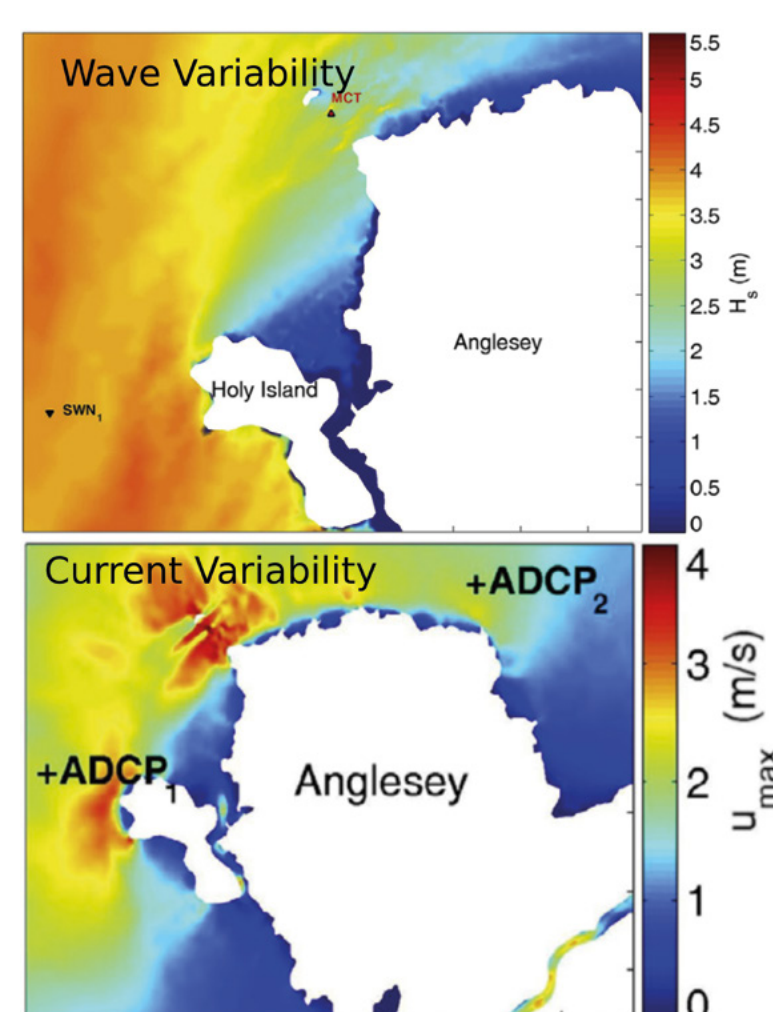 Wave Variability
MCT
Anglesey
Holy Island
SWN1
5.5
5
4.5
4
3.5
3
2.5
2
1.5
1
0.5
0
Hs (m)
Current Variability
+ADCP2
+ADCP1
Anglesey
4
3
2
1
0
umax (m/s)